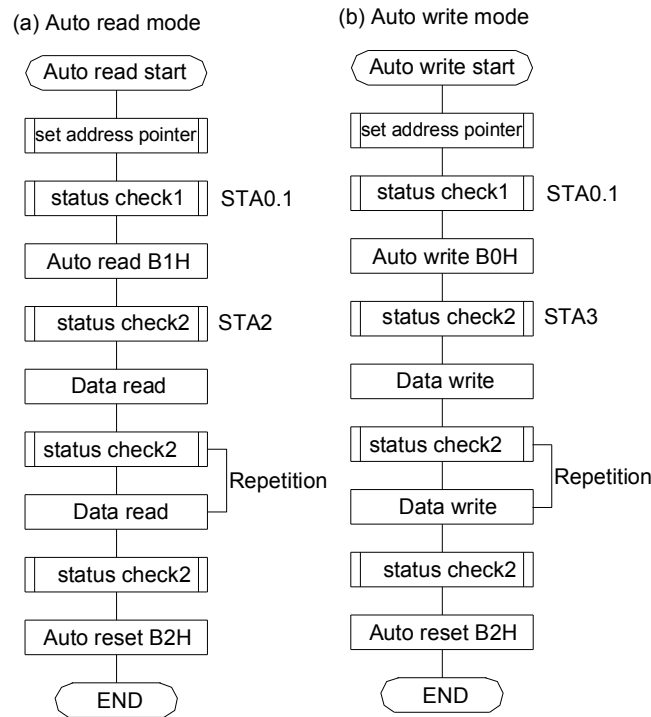 (a) Auto read mode
Auto read start
set address pointer
status check1 STA0.1
Auto read B1H
status check2 STA2
Data read
status check2
Repetition
Data read
status check2
Auto reset B2H
END
(b) Auto write mode
Auto write start
set address pointer
status check1 STA0.1
Auto write B0H
status check2 STA3
Data write
status check2
Repetition
Data write
status check2
Auto reset B2H
END